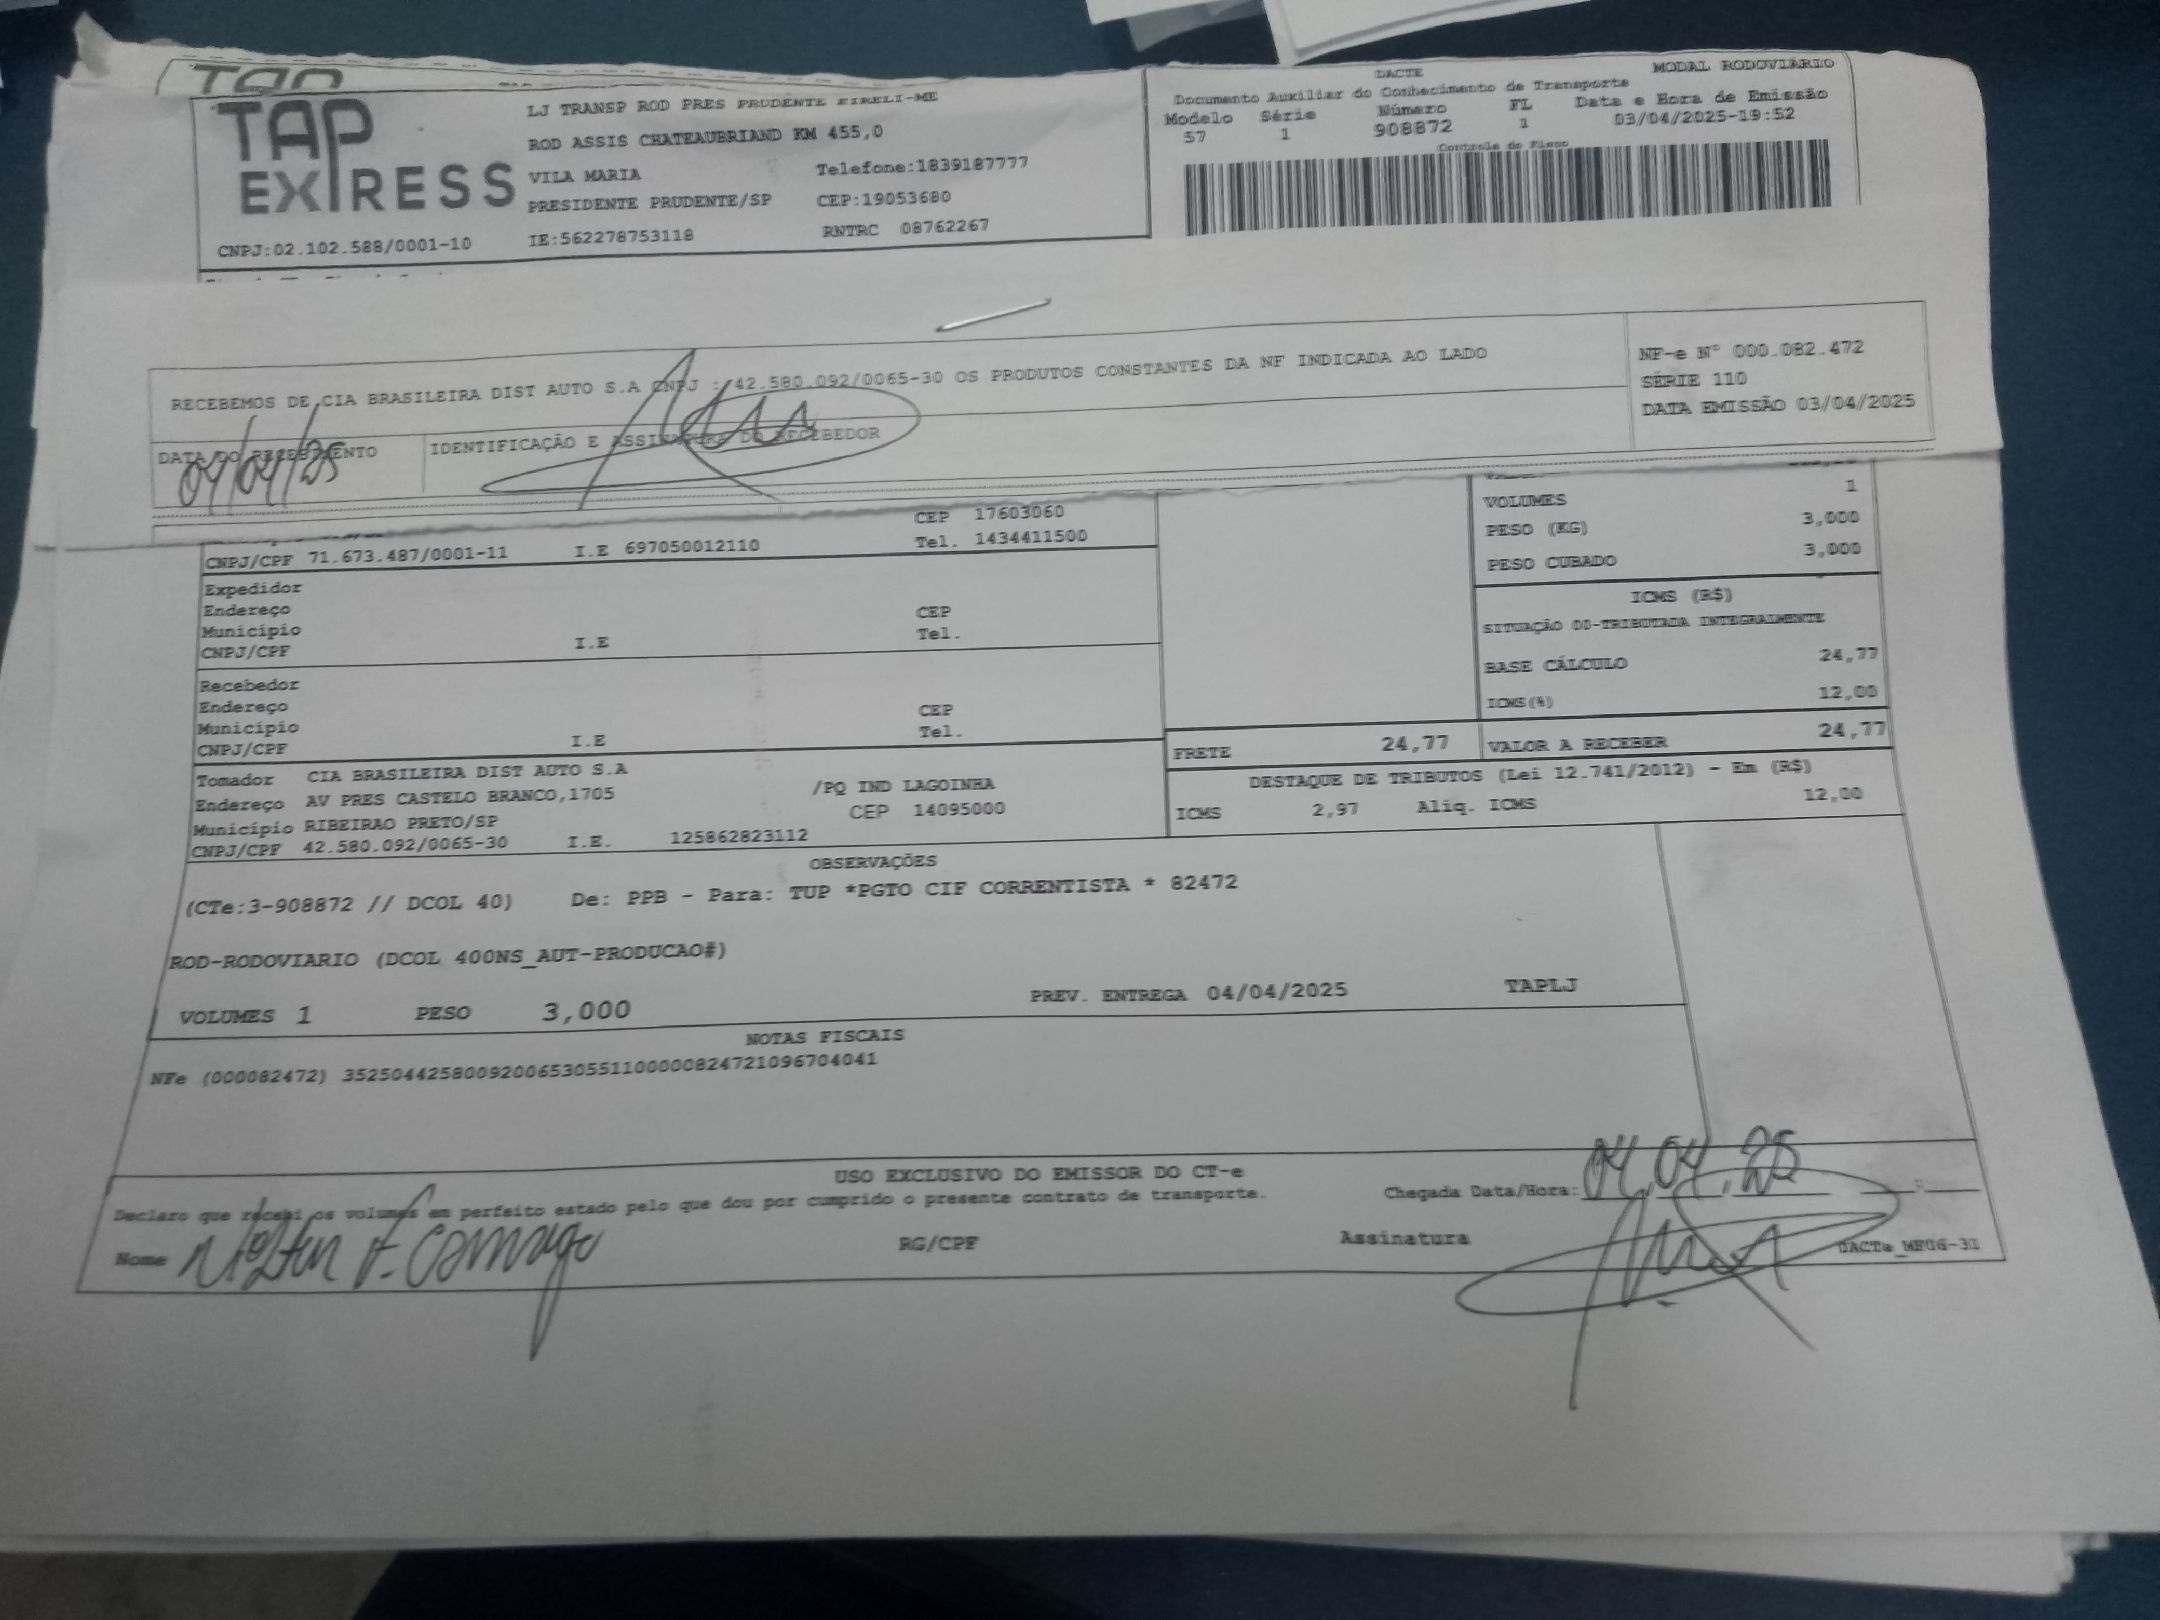 TAP
TAP
EXPRESS
CNPJ:02.102.588/0001-10
LJ TRANSP ROD PRES PRUDENTE EIRELI-ME
ROD ASSIS CHATEAUBRIAND KM 455,0
VILA MARIA Telefone:1839187777
PRESIDENTE PRUDENTE/SP CEP:19053680
IE:562278753118 RNTRC 08762267
DACTE MODAL RODOVIÁRIO
Documento Auxiliar do Conhecimento de Transporte
Modelo Série Número FL Data e Hora de Emissão
57 1 908872 1 03/04/2025-19:52
Controle do Fisco
RECEBEMOS DE CIA BRASILEIRA DIST AUTO S.A CNPJ : 42.580.092/0065-30 OS PRODUTOS CONSTANTES DA NF INDICADA AO LADO
NF-e N° 000.082.472
SÉRIE 110
DATA EMISSÃO 03/04/2025
DATA DO RECEBIMENTO IDENTIFICAÇÃO E ASSINATURA DO RECEBEDOR
04/04/25
CEP 17603060
CNPJ/CPF 71.673.487/0001-11 I.E 697050012110 Tel. 1434411500
Expedidor
Endereço CEP
Município Tel.
CNPJ/CPF I.E
Recebedor
Endereço CEP
Município Tel.
CNPJ/CPF I.E
Tomador CIA BRASILEIRA DIST AUTO S.A
Endereço AV PRES CASTELO BRANCO,1705 /PQ IND LAGOINHA
Município RIBEIRAO PRETO/SP CEP 14095000
CNPJ/CPF 42.580.092/0065-30 I.E. 125862823112
VOLUMES 1
PESO (KG) 3,000
PESO CUBADO 3,000
ICMS (R$)
SITUAÇÃO 00-TRIBUTADA INTEGRALMENTE
BASE CÁLCULO 24,77
ICMS(%) 12,00
FRETE 24,77 VALOR A RECEBER 24,77
DESTAQUE DE TRIBUTOS (Lei 12.741/2012) - Em (R$)
ICMS 2,97 Aliq. ICMS 12,00
OBSERVAÇÕES
(CTe:3-908872 // DCOL 40) De: PPB - Para: TUP *PGTO CIF CORRENTISTA * 82472
ROD-RODOVIARIO (DCOL 400NS_AUT-PRODUCAO#)
VOLUMES 1 PESO 3,000 PREV. ENTREGA 04/04/2025 TAPLJ
NOTAS FISCAIS
NFe (000082472) 35250442580092006530551100000824721096704041
USO EXCLUSIVO DO EMISSOR DO CT-e
Declaro que recebi os volumes em perfeito estado pelo que dou por cumprido o presente contrato de transporte.
Chegada Data/Hora: 04,04,25 :
Nome F. Camargo RG/CPF Assinatura DACTe_MF06-31